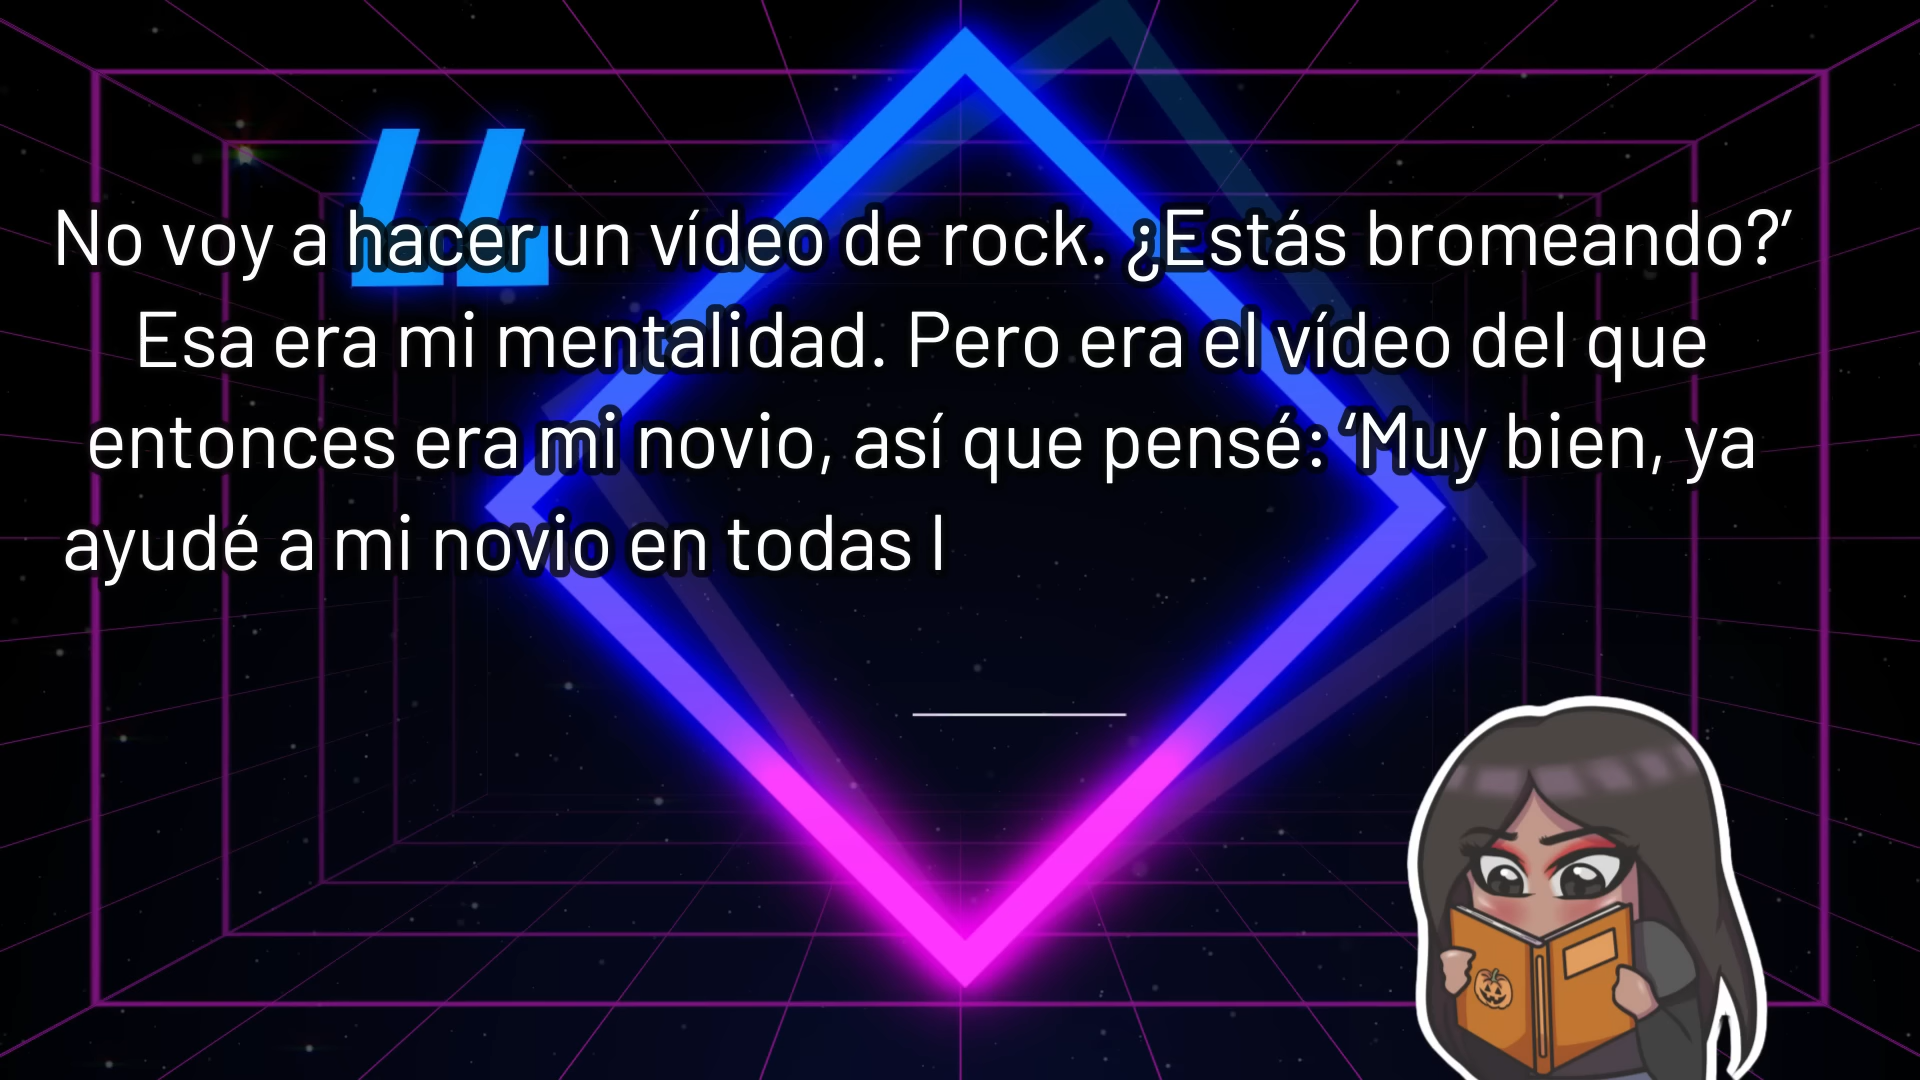 No voy a hacer un vídeo de rock. ¿Estás bromeando?’
Esa era mi mentalidad. Pero era el vídeo del que
entonces era mi novio, así que pensé: ‘Muy bien, ya
ayudé a mi novio en todas l